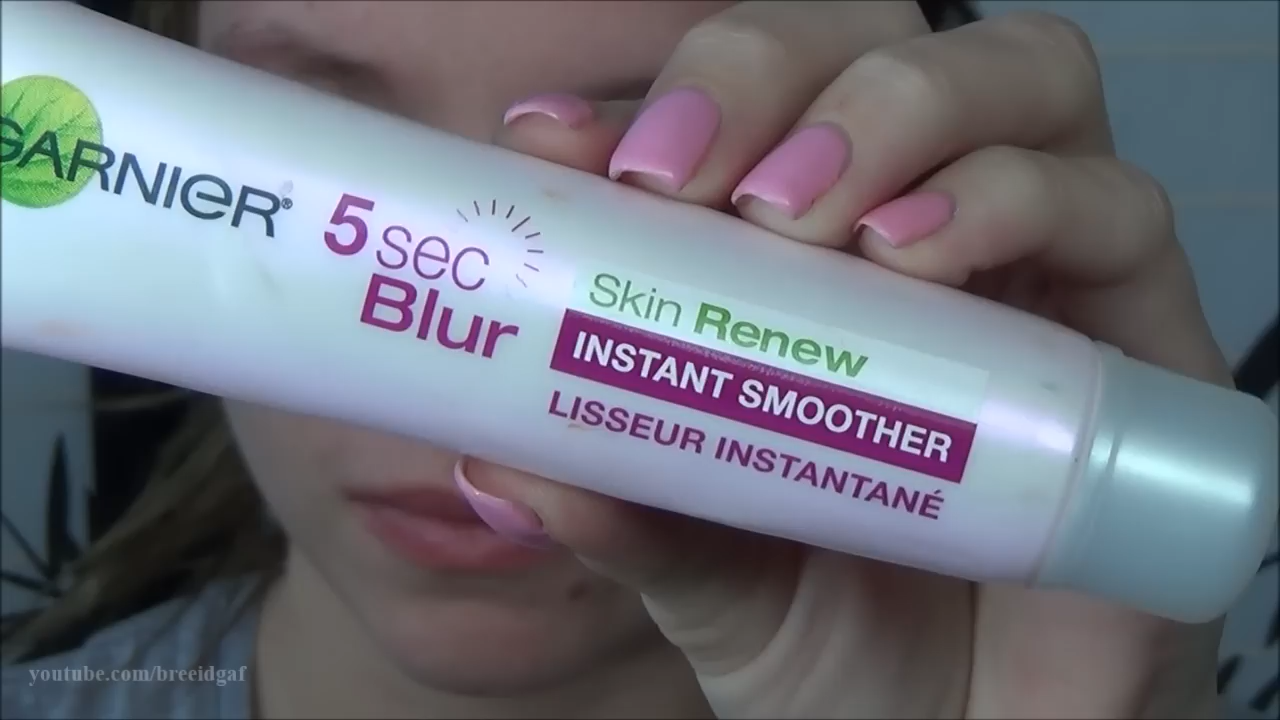 GARNIER®
5 sec
Blur
Skin Renew
INSTANT SMOOTHER
LISSEUR INSTANTANÉ
youtube.com/breeidgaf